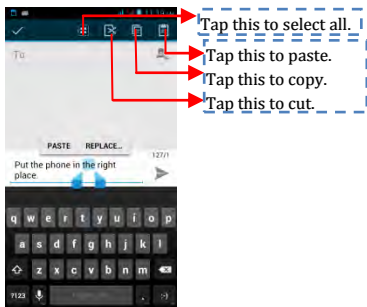 Tap this to select all.
To
Tap this to paste.
Tap this to copy.
Tap this to cut.
PASTE REPLACE...
127/1
Put the phone in the right
place.
q w e r t y u i o p
a s d f g h j k l
z x c v b n m
?123 . :-)